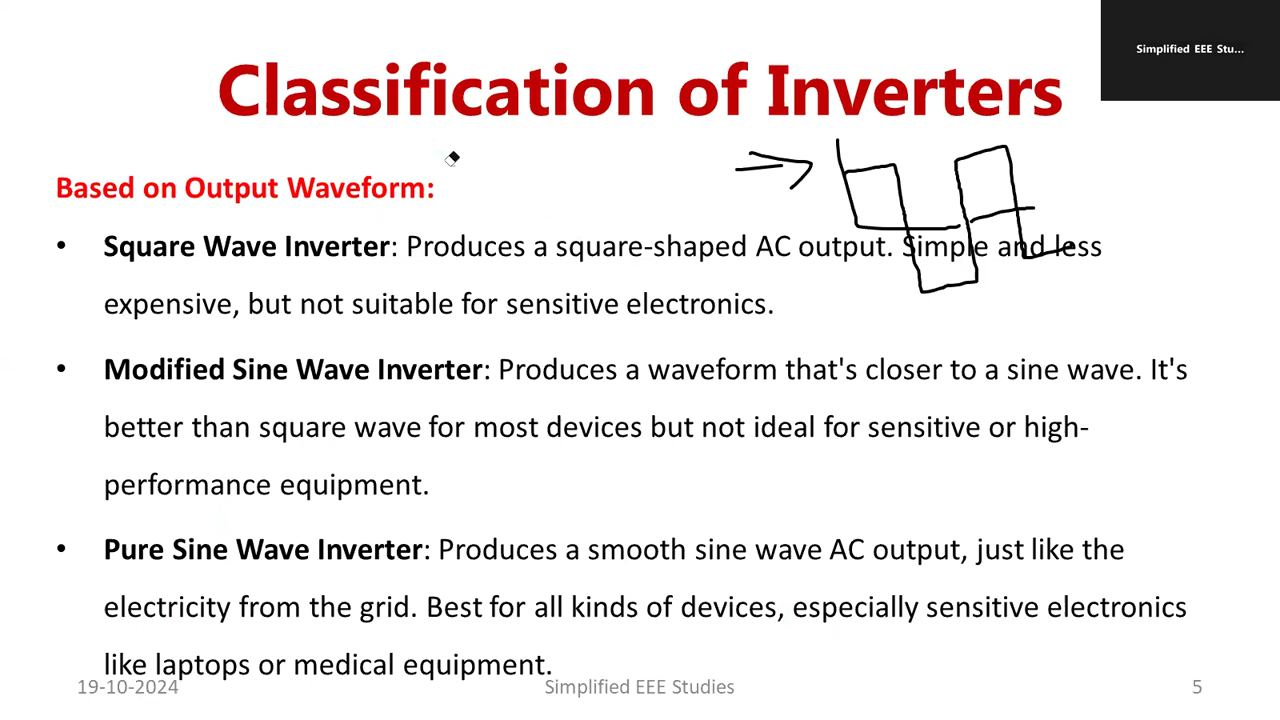 Simplified EEE Stu...
Classification of Inverters
Based on Output Waveform:
• Square Wave Inverter: Produces a square-shaped AC output. Simple and less
expensive, but not suitable for sensitive electronics.
• Modified Sine Wave Inverter: Produces a waveform that's closer to a sine wave. It's
better than square wave for most devices but not ideal for sensitive or high-
performance equipment.
• Pure Sine Wave Inverter: Produces a smooth sine wave AC output, just like the
electricity from the grid. Best for all kinds of devices, especially sensitive electronics
like laptops or medical equipment.
19-10-2024
Simplified EEE Studies
5